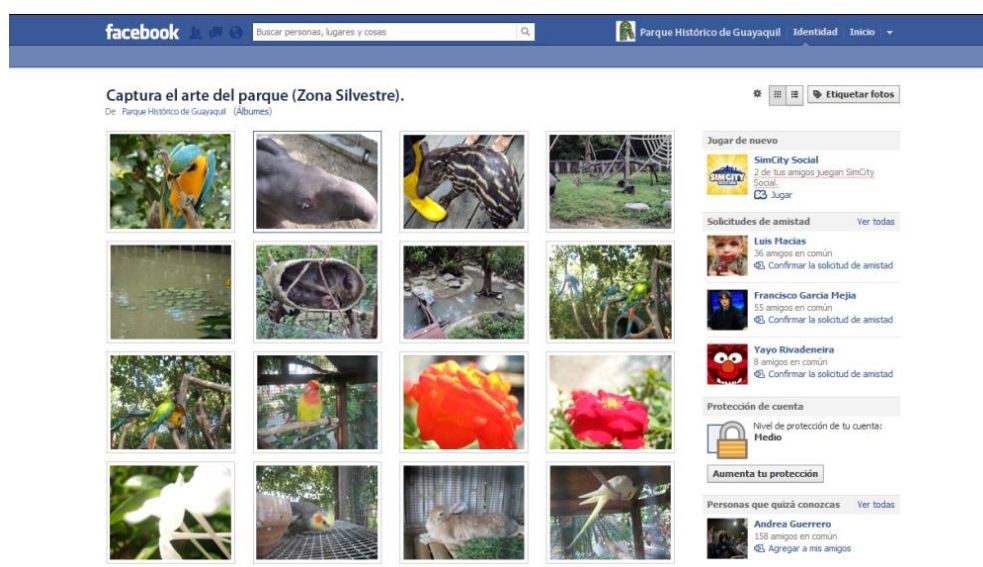 facebook
Buscar personas, lugares y cosas
Parque Histórico de Guayaquil
Identidad
Inicio
Captura el arte del parque (Zona Silvestre).
De Parque Histórico de Guayaquil (Álbumes)
Etiquetar fotos
Jugar de nuevo
SIMCITY
SOCIAL
SimCity Social
2 de tus amigos juegan SimCity
Social.
Jugar
Solicitudes de amistad Ver todas
Luis Macias
36 amigos en común
Confirmar la solicitud de amistad
Francisco Garcia Mejia
55 amigos en común
Confirmar la solicitud de amistad
Yayo Rivadeneira
8 amigos en común
Confirmar la solicitud de amistad
Protección de cuenta
Nivel de protección de tu cuenta:
Medio
Aumenta tu protección
Personas que quizá conozcas Ver todas
Andrea Guerrero
158 amigos en común
Agregar a mis amigos